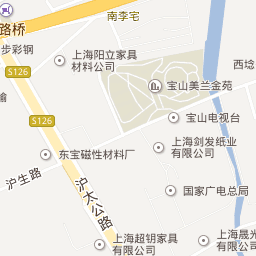 南李宅
路桥
步彩钢
上海阳立家具
材料公司
西埝
S126
宝山美兰金苑
宝山电视台
S126
上海剑发纸业
有限公司
东宝磁性材料厂
沪生路
沪太公路
国家广电总局
上海超钥家具
有限公司
上海晟光
有限